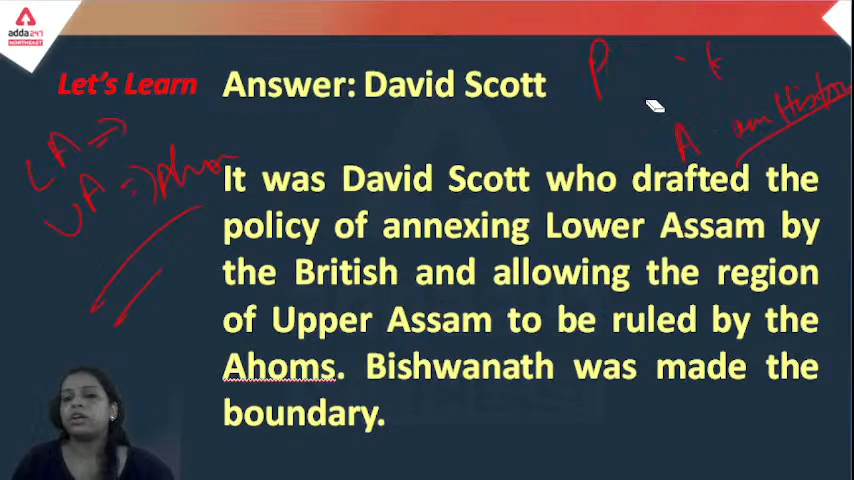 adda247
NORTHEAST
Let's Learn
Answer: David Scott
LA =>
UA => Ahom
It was David Scott who drafted the
policy of annexing Lower Assam by
the British and allowing the region
of Upper Assam to be ruled by the
Ahoms. Bishwanath was made the
boundary.